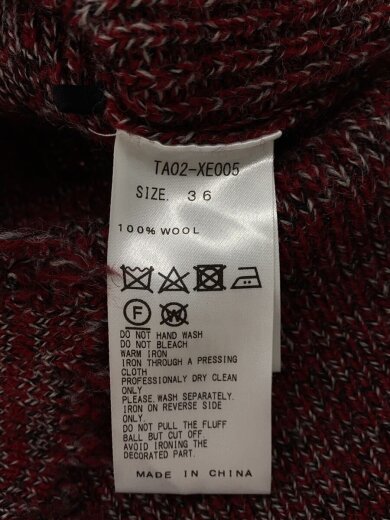 TA02-XE005
SIZE. 36
100% WOOL
F W
DO NOT HAND WASH
DO NOT BLEACH
WARM IRON
IRON THROUGH A PRESSING
CLOTH
PROFESSIONALY DRY CLEAN
ONLY
PLEASE WASH SEPARATELY.
IRON ON REVERSE SIDE
ONLY.
DO NOT PULL THE FLUFF
BALL BUT CUT OFF.
AVOID IRONING THE
DECORATED PART.
MADE IN CHINA